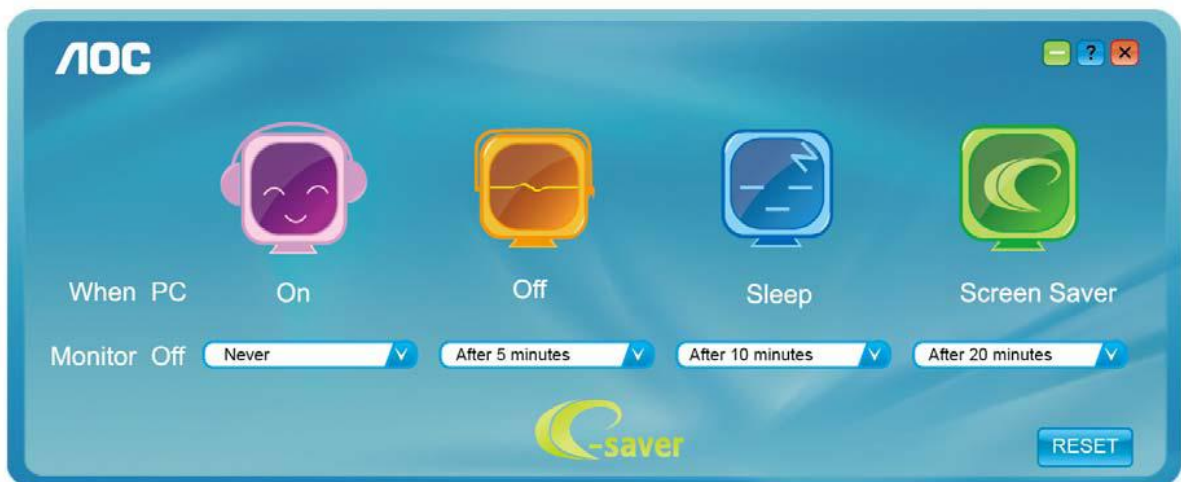 AOC
?
When PC On Off Sleep Screen Saver
Monitor Off Never After 5 minutes After 10 minutes After 20 minutes
e-saver
RESET